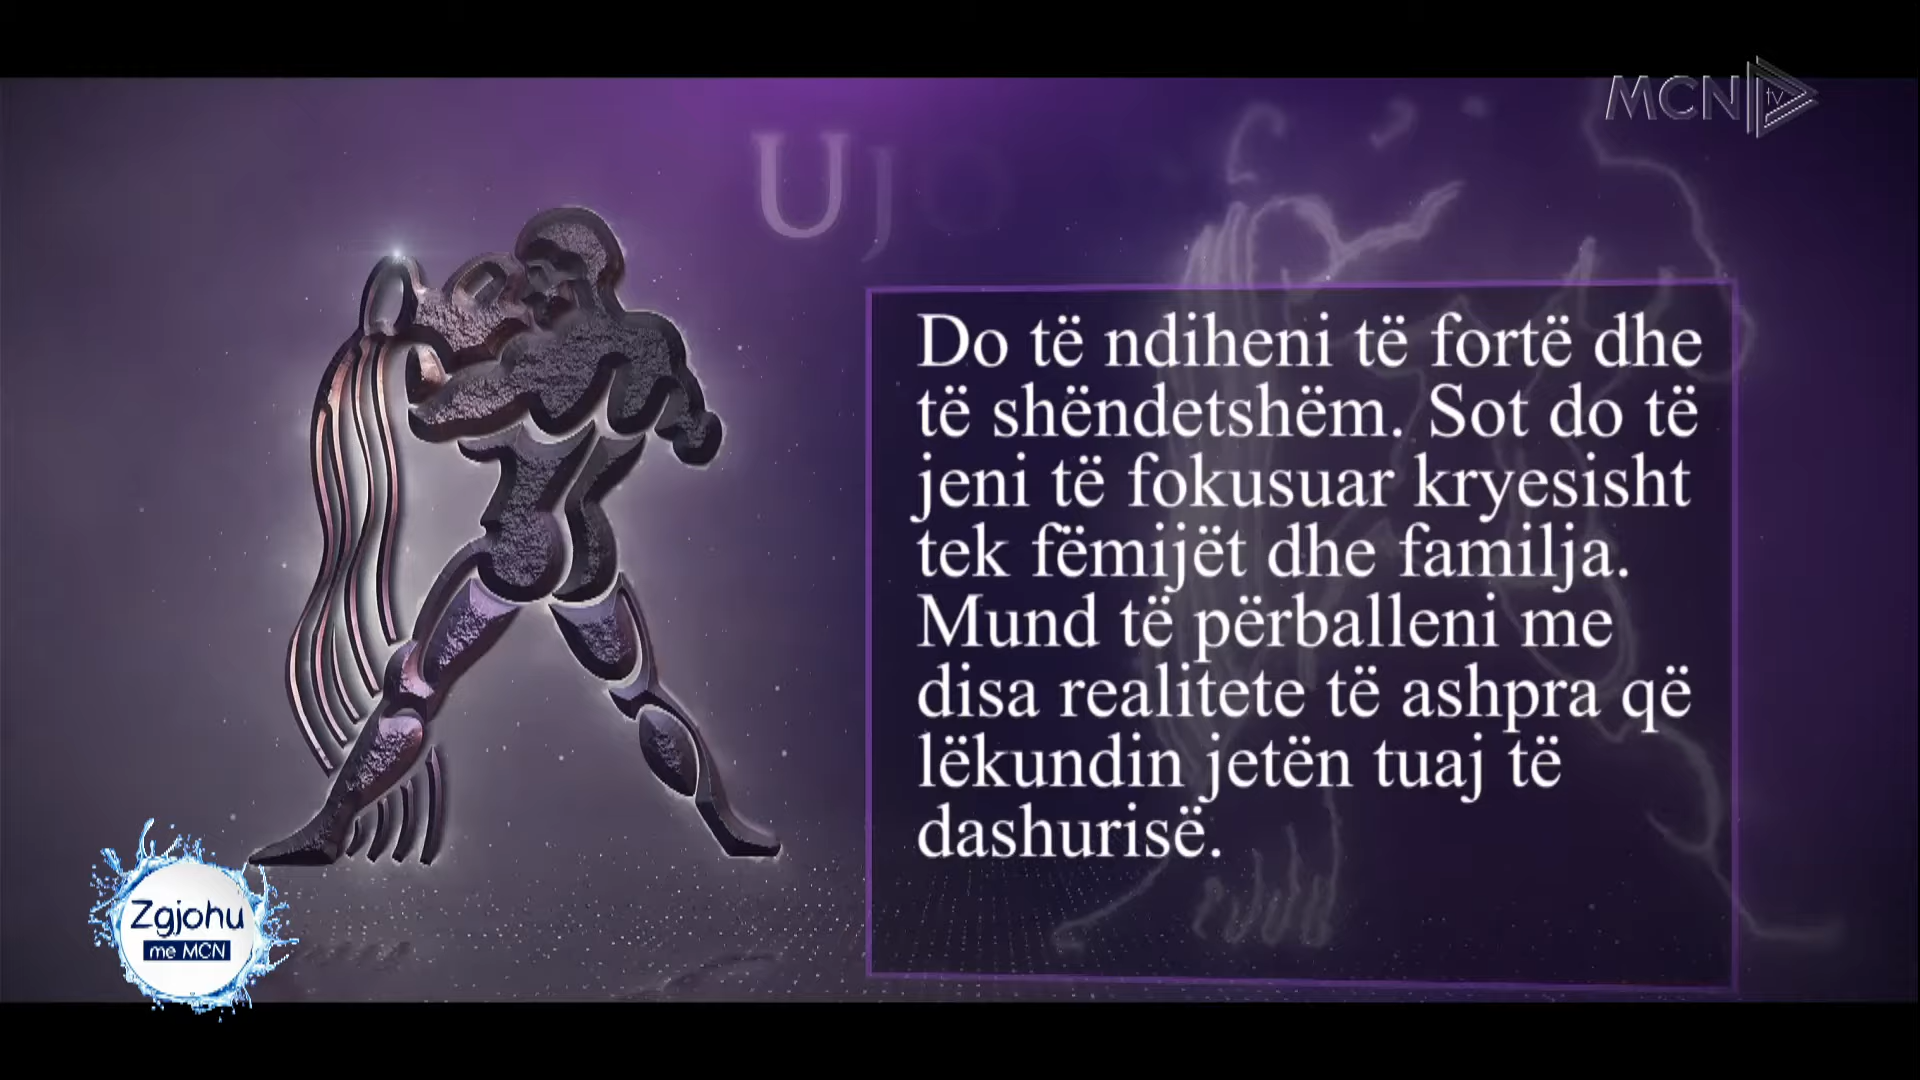 MCN tv
UJO
Do të ndiheni të fortë dhe
të shëndetshëm. Sot do të
jeni të fokusuar kryesisht
tek fëmijët dhe familja.
Mund të përballeni me
disa realitete të ashpra që
lëkundin jetën tuaj të
dashurisë.
Zgjohu
me MCN